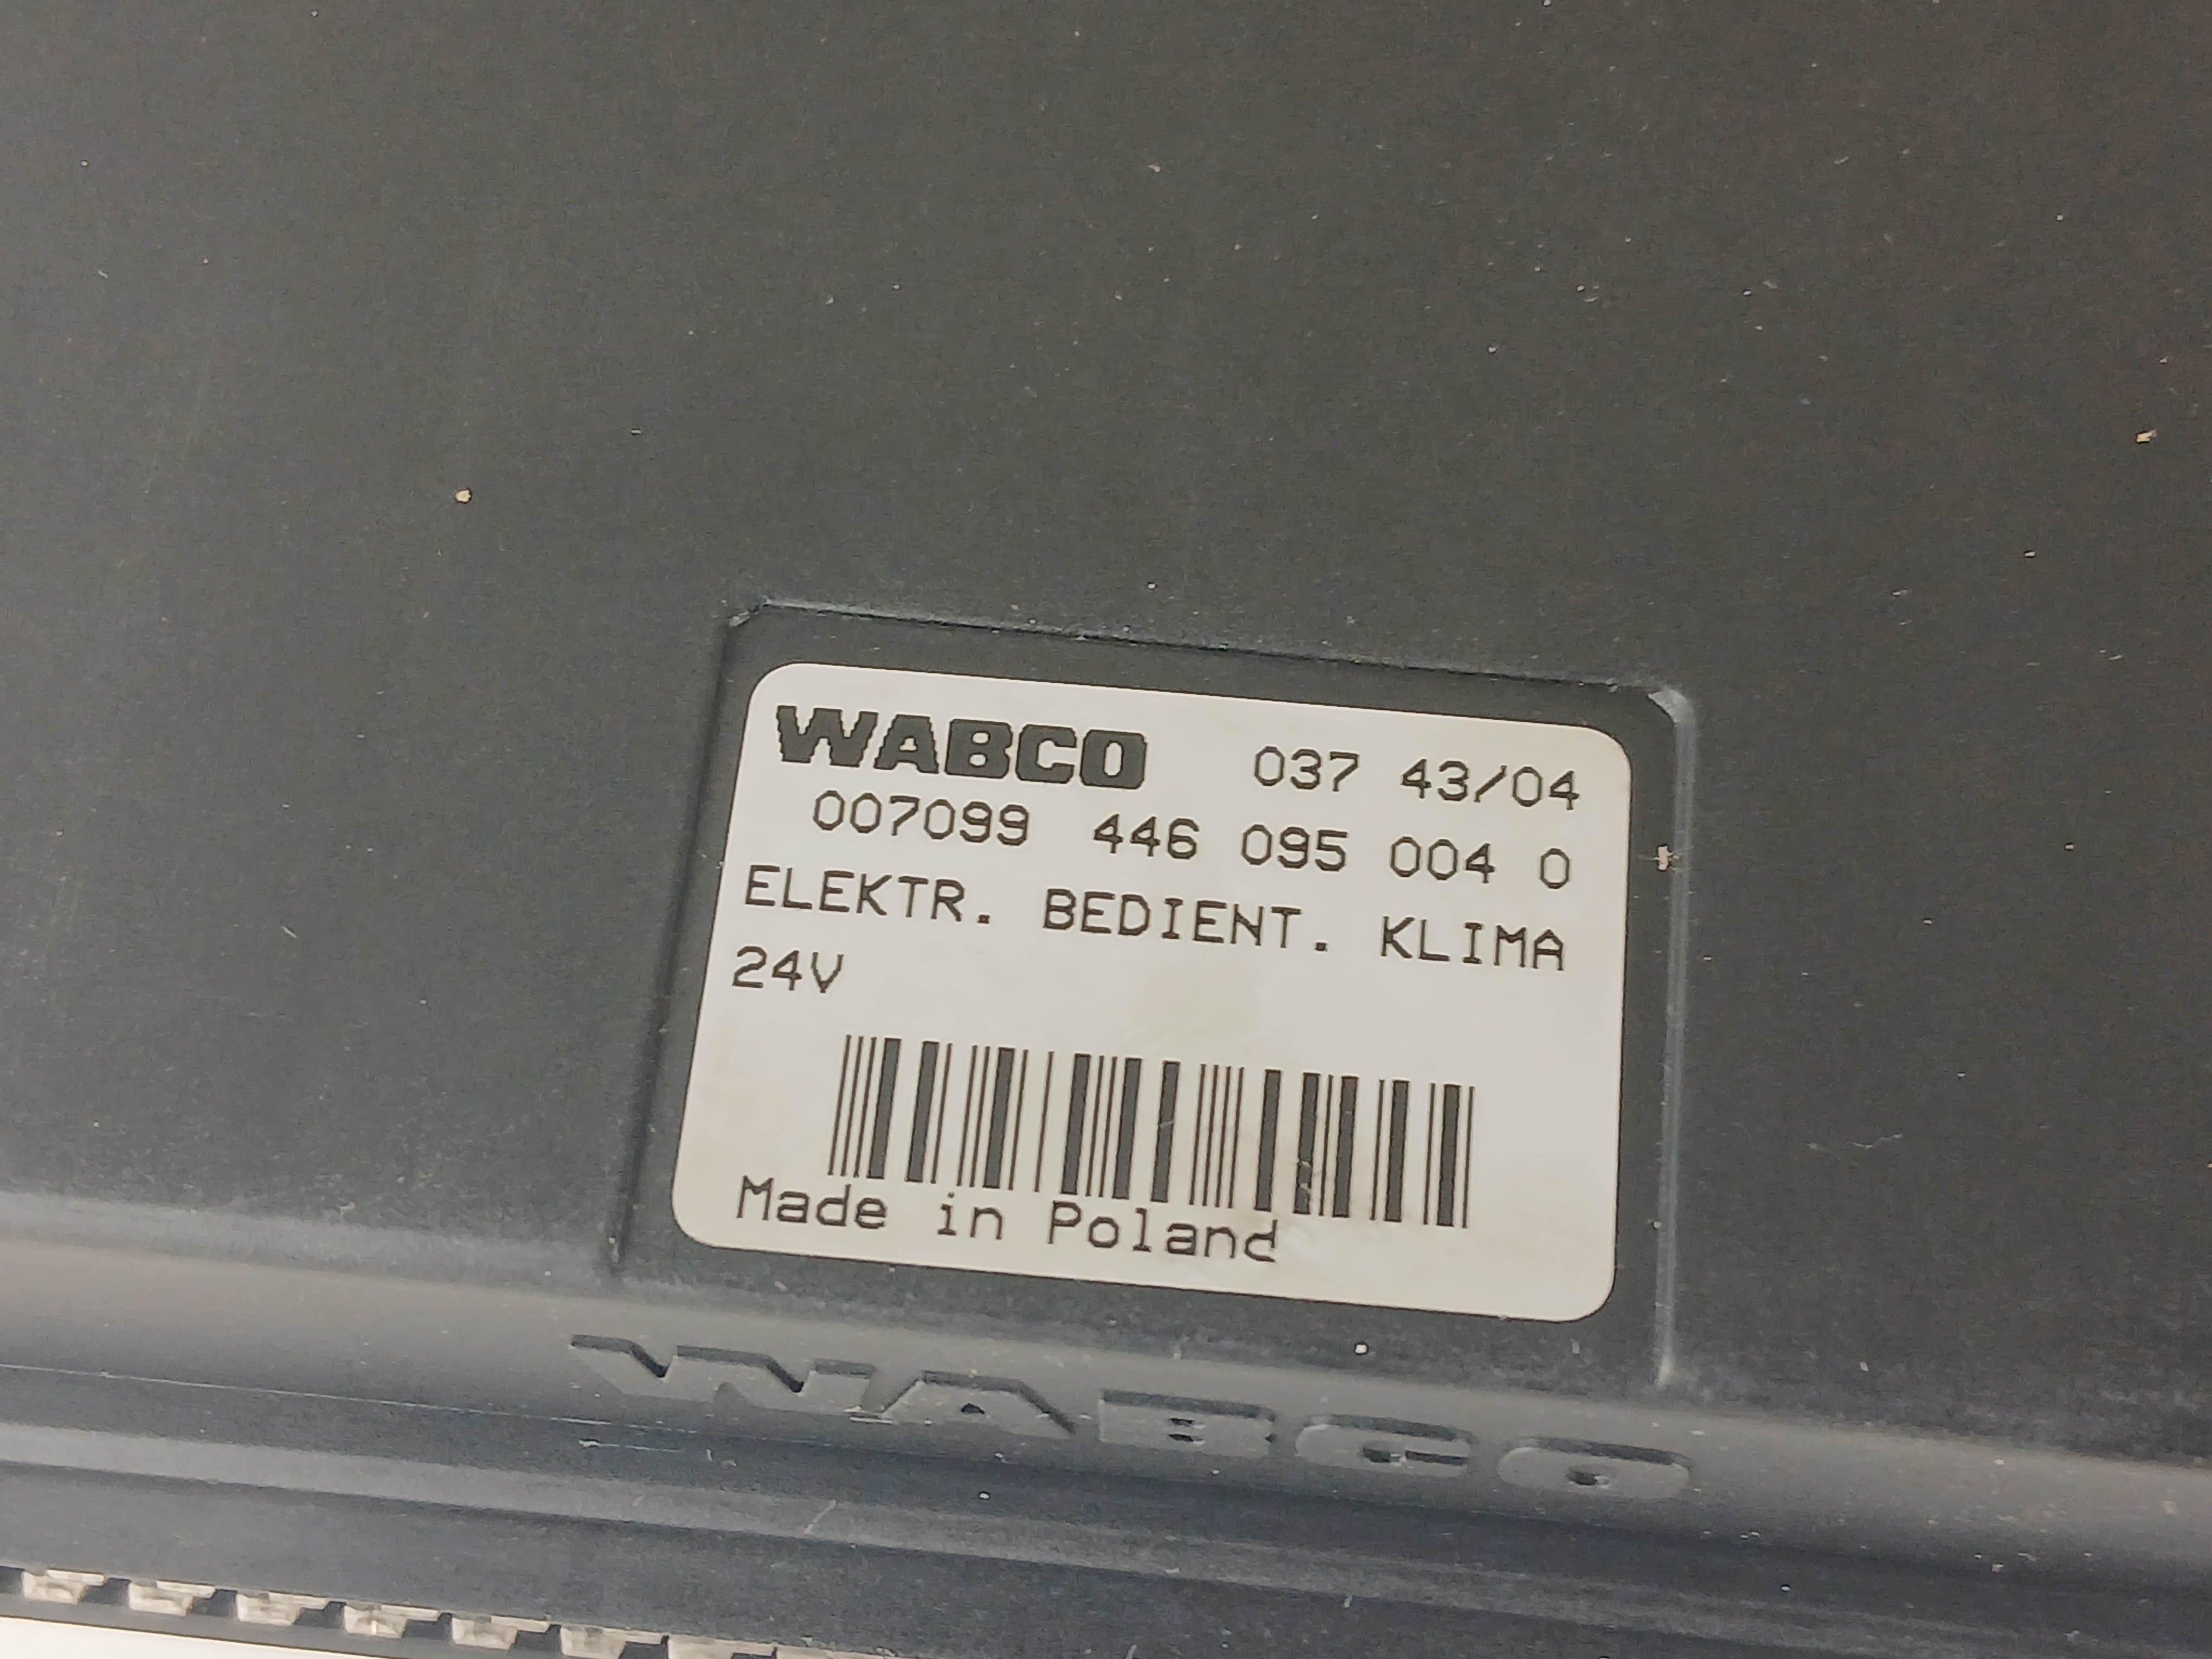 WABCO 037 43/04
007099 446 095 004 0
ELEKTR. BEDIENT. KLIMA
24V
Made in Poland
WABCO